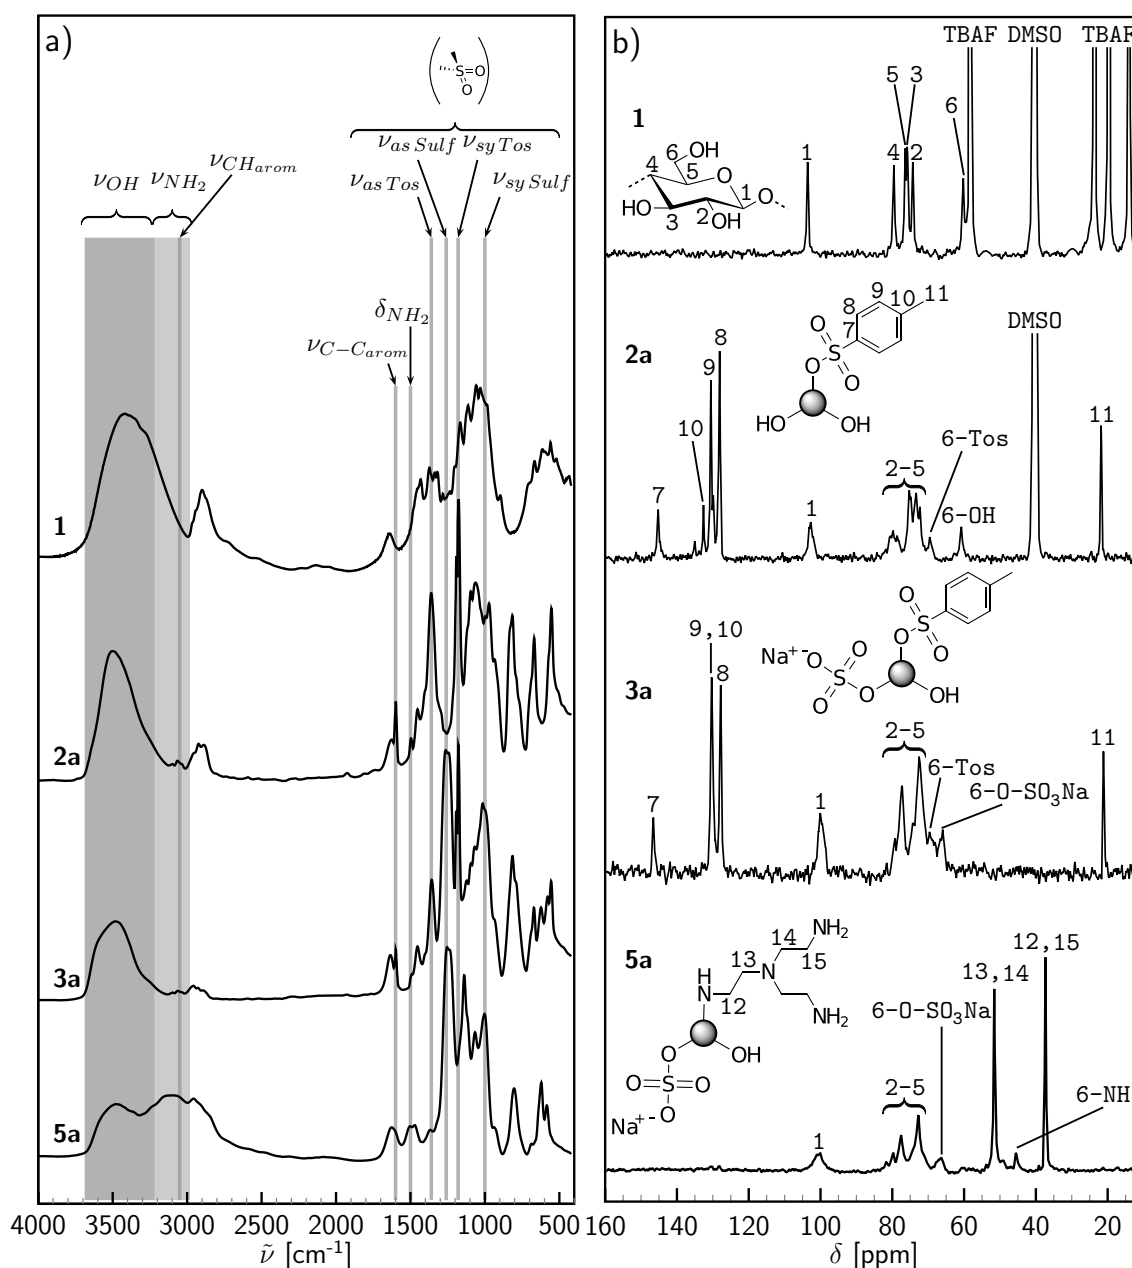 a)
S=O
O
ν_as Sulf ν_sy Tos
ν_CH_arom
ν_OH ν_NH₂ ν_as Tos ν_sy Sulf
δ_NH₂
ν_C−C_arom
1
2a
3a
5a
4000 3500 3000 2000 1500 1000 500
ν̃ [cm⁻¹]
b)
TBAF DMSO TBAF
5 3
6
1
1 4 2
6 OH
4 5 O
1 O
HO 3 2 OH
9
8 10 11
7
O
S
O O
HO OH
DMSO
2a
8
9
10
11
6-Tos
2-5
7
1
6-OH
O
S
O O
Na⁺⁻O O
S
O O OH
3a
9,10
8
2-5
6-Tos
11
6-O-SO₃Na
7
1
NH₂
14
13 15
H
N N
12
NH₂
O OH
O=S=O
Na⁺⁻O
5a
12,15
13,14
6-O-SO₃Na
2-5
6-NH
1
160 140 120 100 80 60 40 20
δ [ppm]